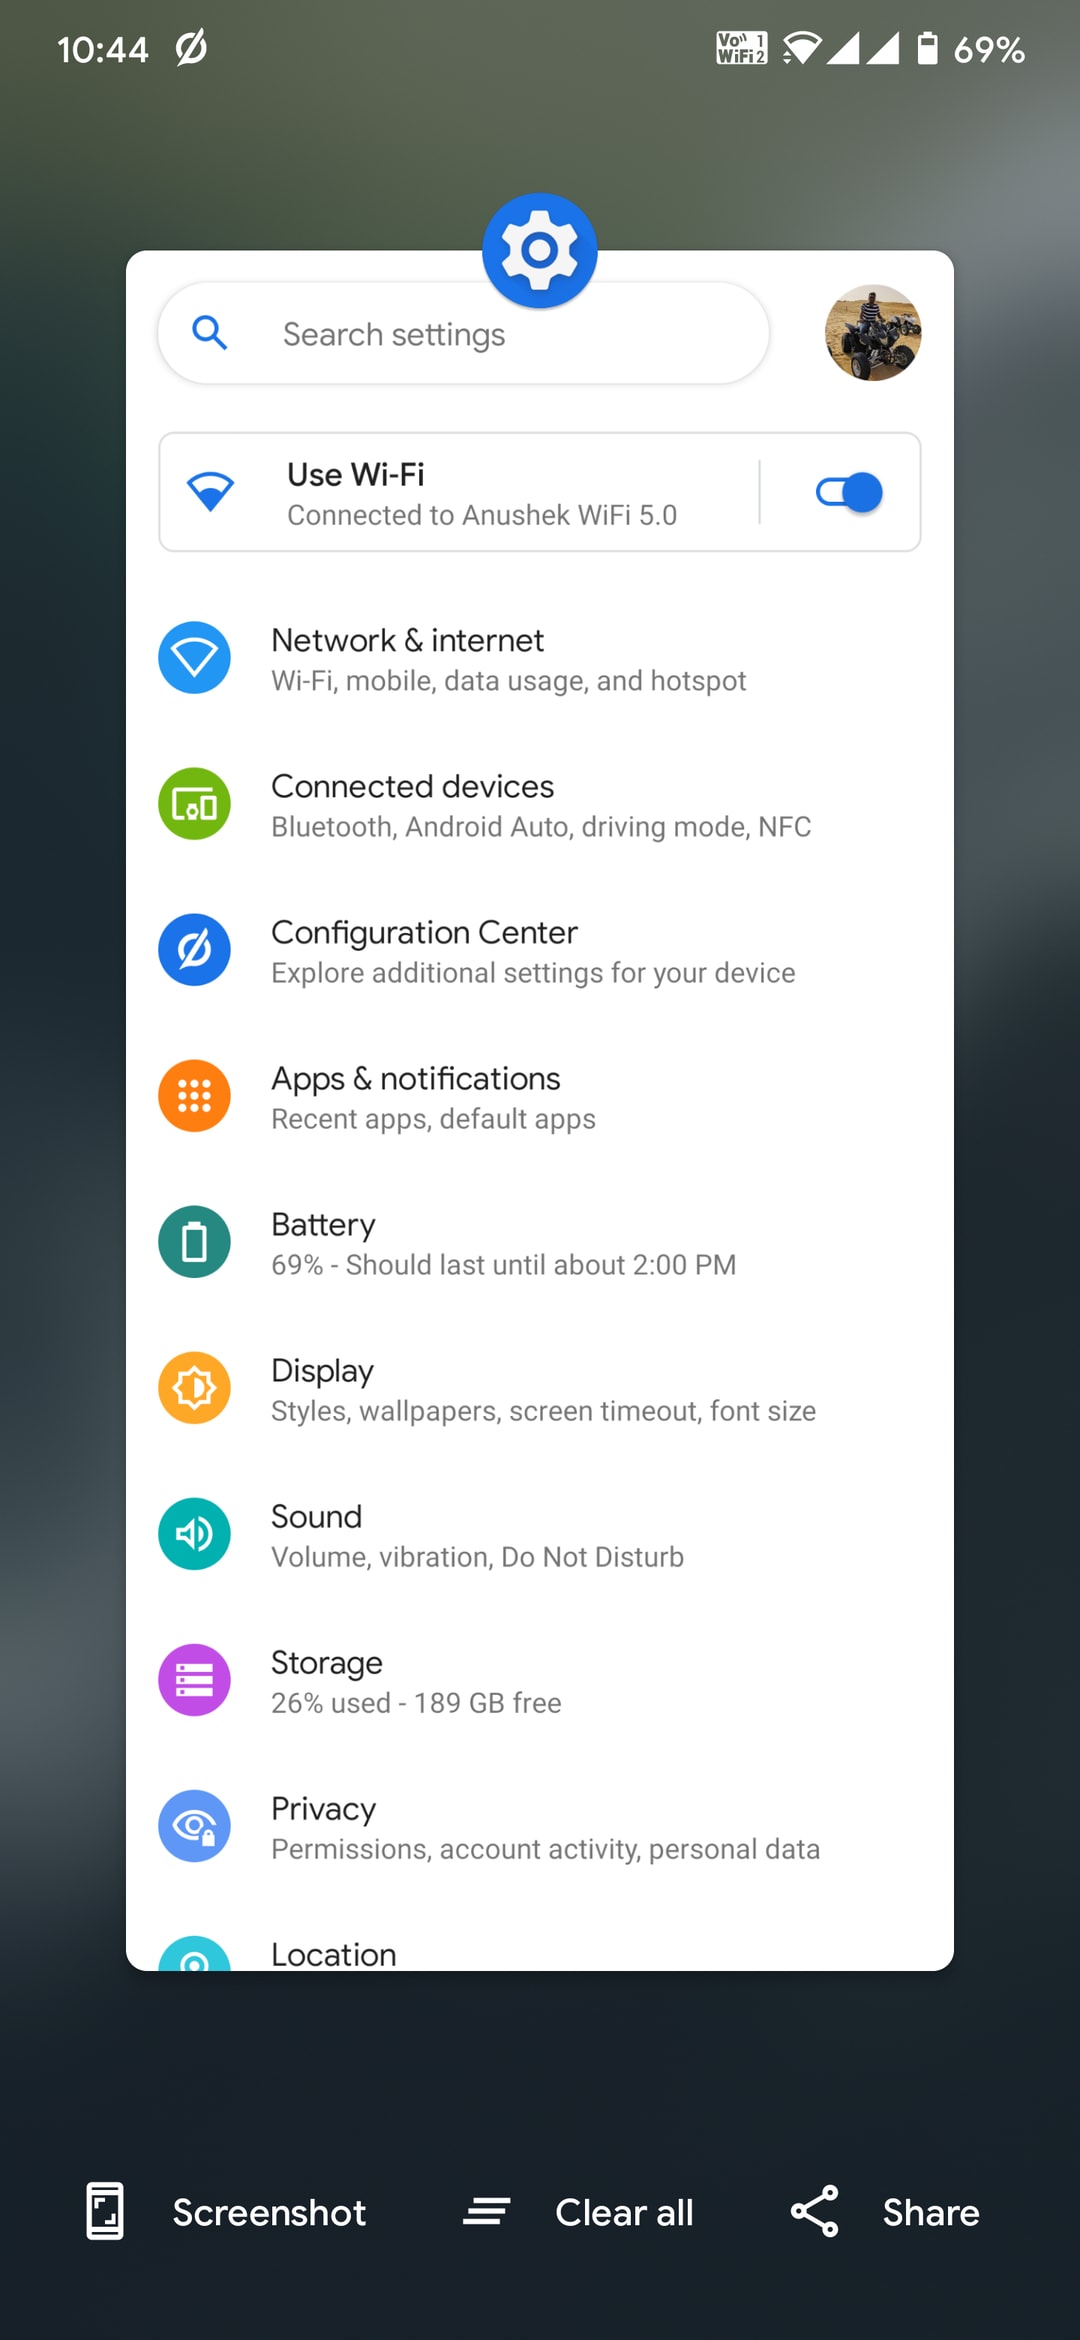 10:44
Vo)) 1
WiFi 2
69%
Search settings
Use Wi-Fi
Connected to Anushek WiFi 5.0
Network & internet
Wi-Fi, mobile, data usage, and hotspot
Connected devices
Bluetooth, Android Auto, driving mode, NFC
Configuration Center
Explore additional settings for your device
Apps & notifications
Recent apps, default apps
Battery
69% - Should last until about 2:00 PM
Display
Styles, wallpapers, screen timeout, font size
Sound
Volume, vibration, Do Not Disturb
Storage
26% used - 189 GB free
Privacy
Permissions, account activity, personal data
Location
Screenshot
Clear all
Share